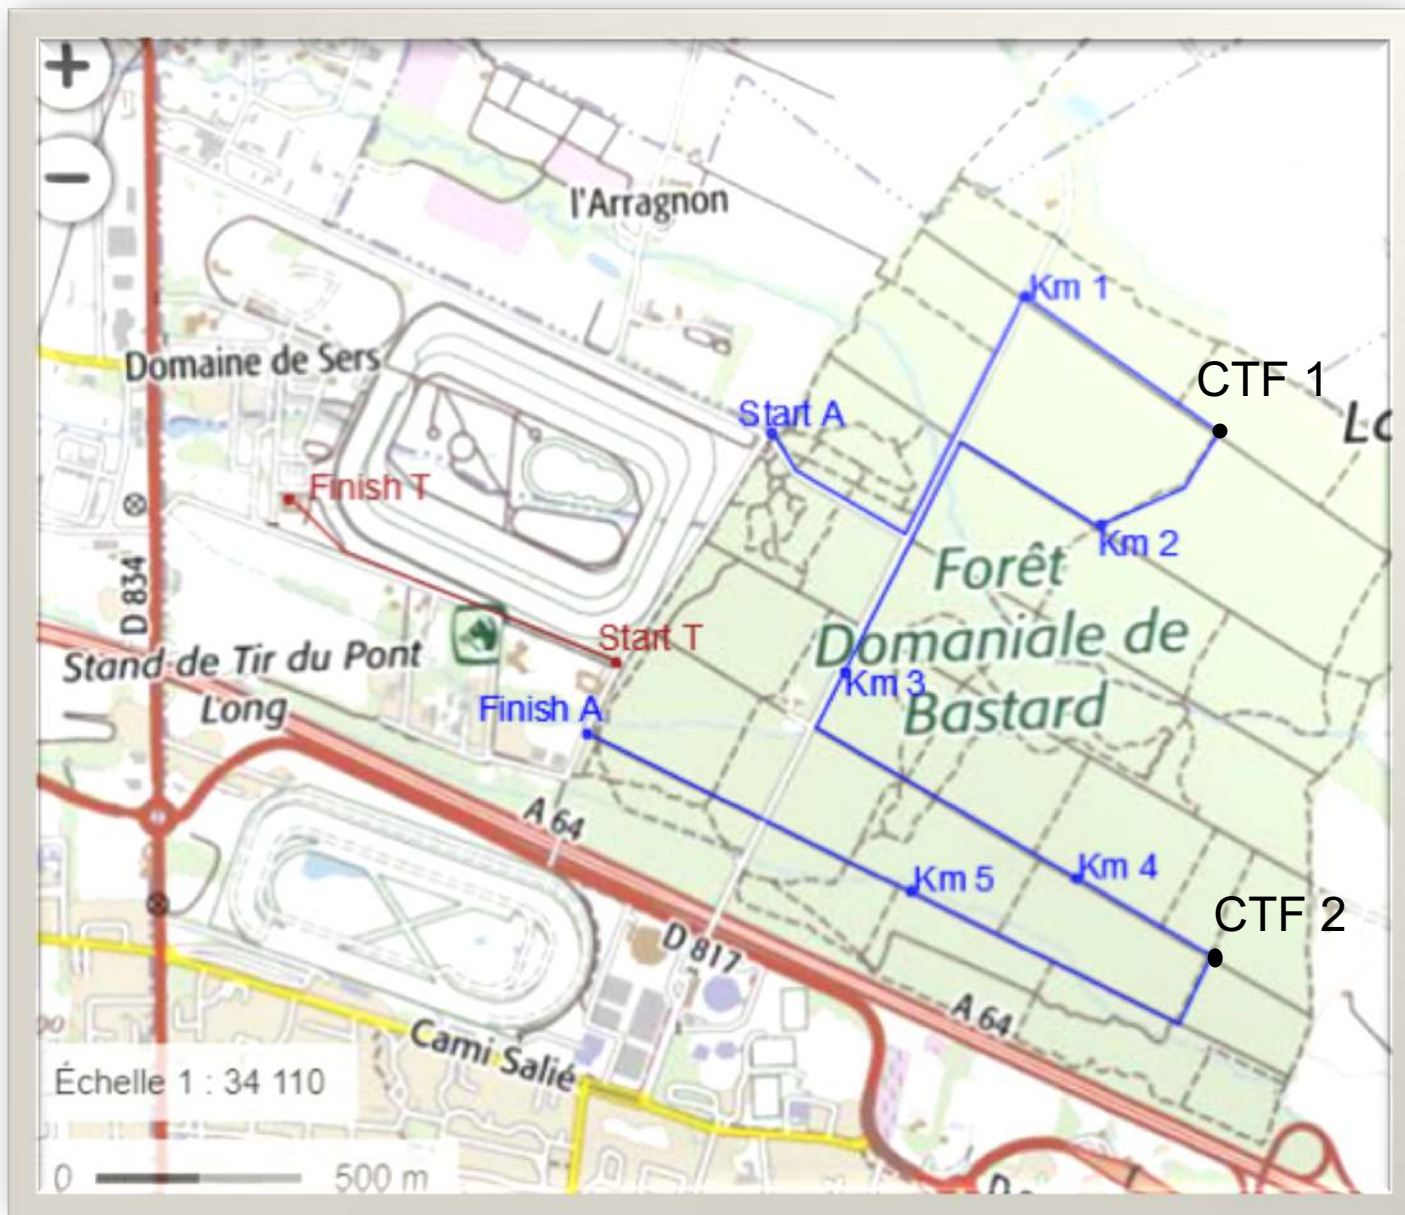 +
−
l'Arragnon
Km 1
Domaine de Sers
CTF 1
Start A
Finish T
Km 2
D 834
Forêt
Domaniale de
Bastard
Start T
Stand de Tir du Pont
Long
Km 3
Finish A
A 64
Km 4
Km 5
CTF 2
D 817
A 64
Cami Salié
Échelle 1 : 34 110
0 500 m